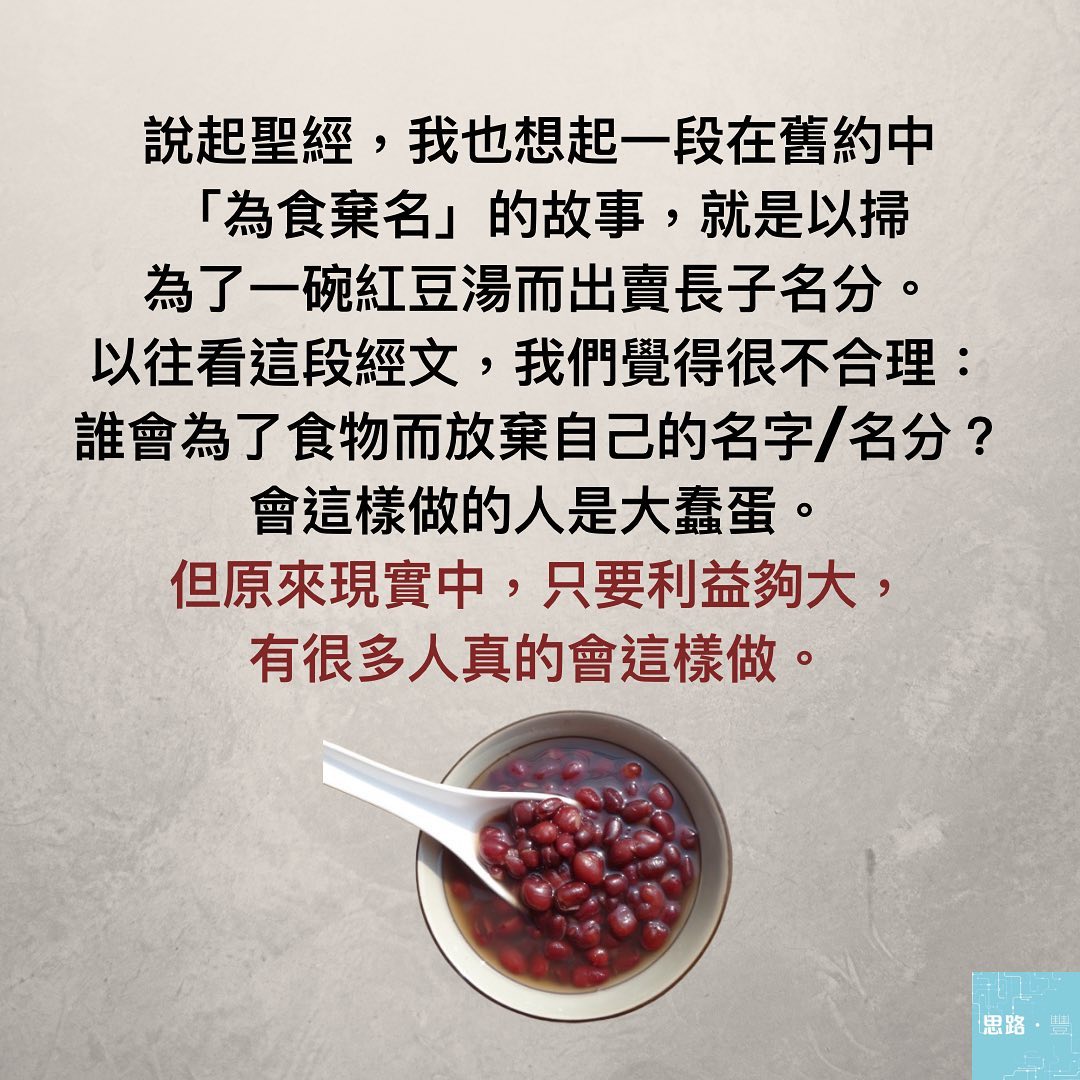 說起聖經，我也想起一段在舊約中
「為食棄名」的故事，就是以掃
為了一碗紅豆湯而出賣長子名分。
以往看這段經文，我們覺得很不合理：
誰會為了食物而放棄自己的名字/名分？
會這樣做的人是大蠢蛋。
但原來現實中，只要利益夠大，
有很多人真的會這樣做。
思路・豐